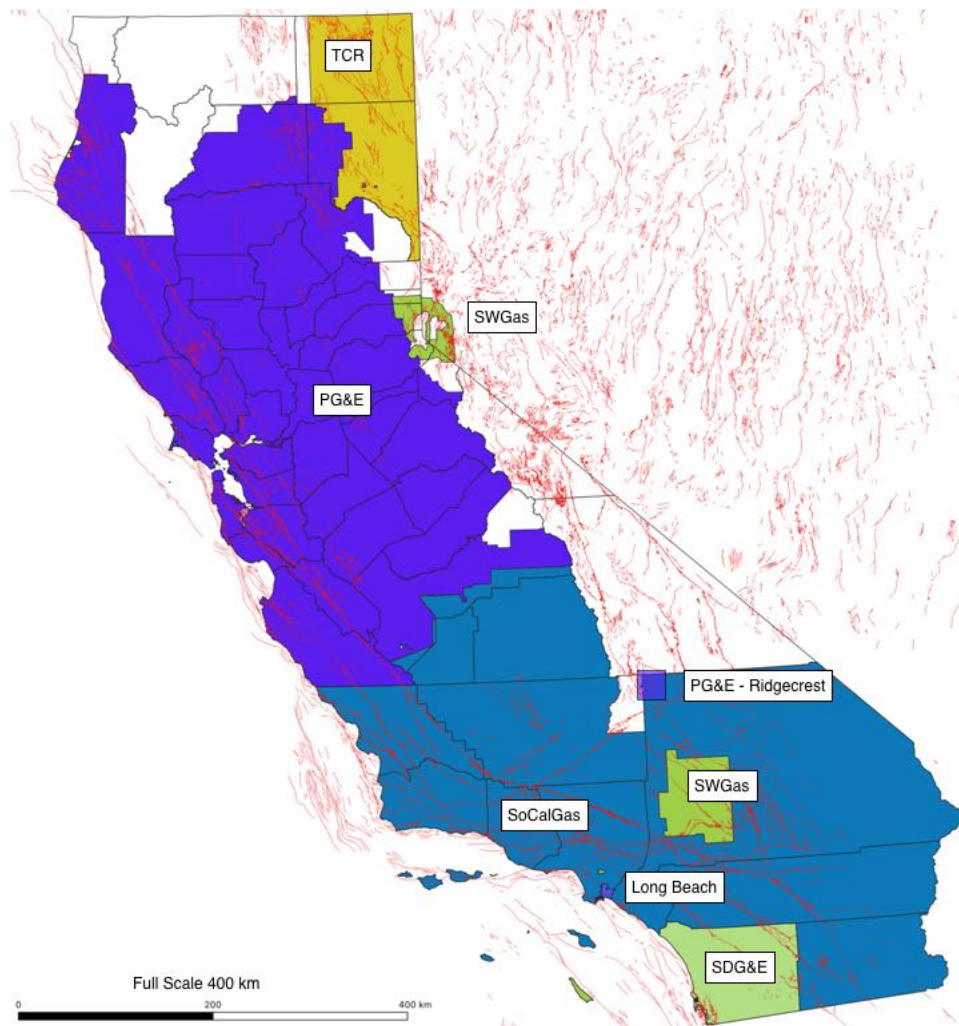 TCR
SWGas
PG&E
PG&E - Ridgecrest
SWGas
SoCalGas
Long Beach
SDG&E
Full Scale 400 km
0 200 400 km